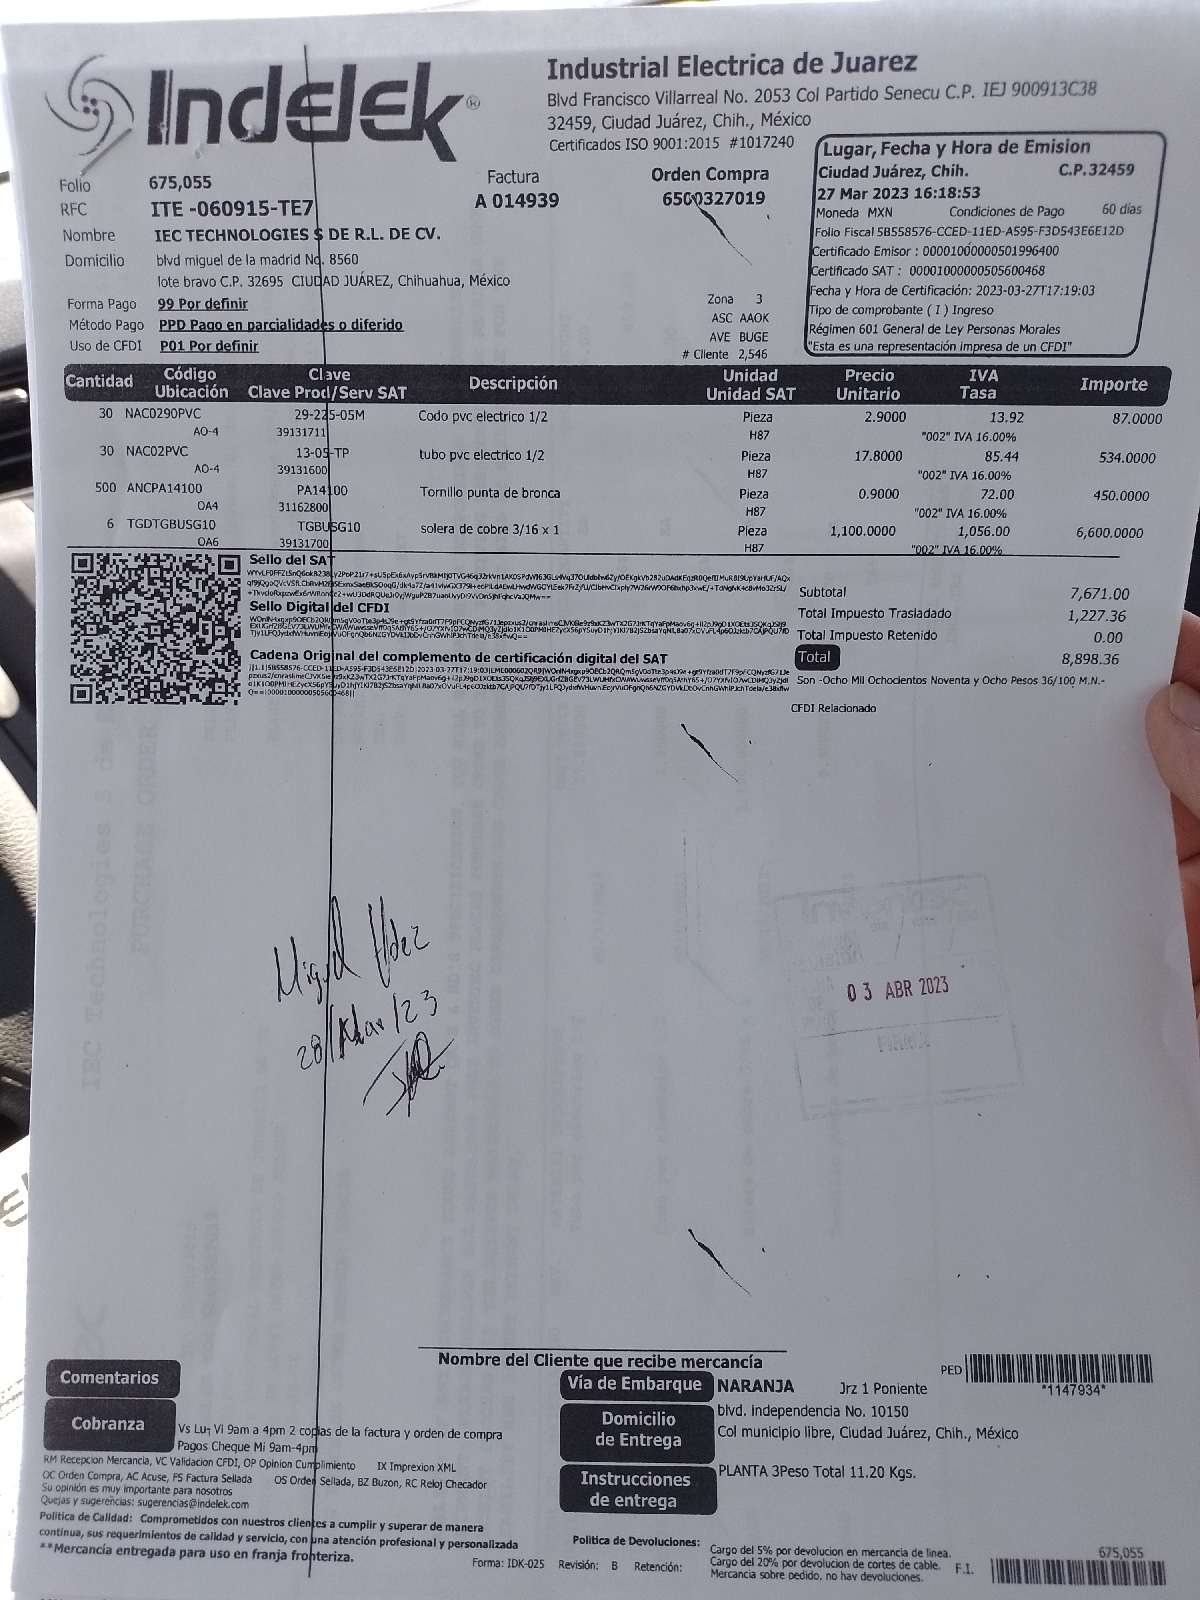 Indelek®
Industrial Electrica de Juarez
Blvd Francisco Villarreal No. 2053 Col Partido Senecu C.P. IEJ 900913C38
32459, Ciudad Juárez, Chih., México
Certificados ISO 9001:2015 #1017240
Lugar, Fecha y Hora de Emision
Ciudad Juárez, Chih. C.P.32459
27 Mar 2023 16:18:53
Moneda MXN Condiciones de Pago 60 días
Folio Fiscal 5B558576-CCED-11ED-A595-F3D543E6E12D
Certificado Emisor : 00001000000501996400
Certificado SAT : 00001000000505600468
Fecha y Hora de Certificación: 2023-03-27T17:19:03
Tipo de comprobante ( I ) Ingreso
Régimen 601 General de Ley Personas Morales
"Esta es una representación impresa de un CFDI"
Folio 675,055
Factura
A 014939
Orden Compra
6500327019
RFC ITE -060915-TE7
Nombre IEC TECHNOLOGIES S DE R.L. DE CV.
Domicilio blvd miguel de la madrid No. 8560
lote bravo C.P. 32695 CIUDAD JUÁREZ, Chihuahua, México
Forma Pago 99 Por definir
Método Pago PPD Pago en parcialidades o diferido
Uso de CFDI P01 Por definir
Zona 3
ASC AAOK
AVE BUGE
# Cliente 2,546
Cantidad Código Ubicación Clave Clave Prod/Serv SAT Descripción Unidad Unidad SAT Precio Unitario IVA Tasa Importe
30 NAC0290PVC 29-225-05M Codo pvc electrico 1/2 Pieza 2.9000 13.92 87.0000
AO-4 39131711 H87 "002" IVA 16.00%
30 NAC02PVC 13-05-TP tubo pvc electrico 1/2 Pieza 17.8000 85.44 534.0000
AO-4 39131600 H87 "002" IVA 16.00%
500 ANCPA14100 PA14100 Tornillo punta de bronca Pieza 0.9000 72.00 450.0000
OA4 31162800 H87 "002" IVA 16.00%
6 TGDTGBUSG10 TGBUSG10 solera de cobre 3/16 x 1 Pieza 1,100.0000 1,056.00 6,600.0000
OA6 39131700 H87 "002" IVA 16.00%
Sello del SAT
Sello Digital del CFDI
Cadena Original del complemento de certificación digital del SAT
Subtotal 7,671.00
Total Impuesto Trasladado 1,227.36
Total Impuesto Retenido 0.00
Total 8,898.36
Son -Ocho Mil Ochocientos Noventa y Ocho Pesos 36/100 M.N.-
CFDI Relacionado
Miguel Hdez
28/Mar/23
03 ABR 2023
FIRMA
Nombre del Cliente que recibe mercancía
PED *1147934*
Comentarios
Cobranza
Vs Lu-Vi 9am a 4pm 2 copias de la factura y orden de compra
Pagos Cheque Mi 9am-4pm
RM Recepcion Mercancia, VC Validacion CFDI, OP Opinion Cumplimiento IX Imprexion XML
OC Orden Compra, AC Acuse, FS Factura Sellada OS Orden Sellada, BZ Buzon, RC Reloj Checador
Su opinión es muy importante para nosotros
Quejas y sugerencias: sugerencias@indelek.com
Politica de Calidad: Comprometidos con nuestros clientes a cumplir y superar de manera
continua, sus requerimientos de calidad y servicio, con una atención profesional y personalizada
**Mercancía entregada para uso en franja fronteriza.
Vía de Embarque NARANJA Jrz 1 Poniente
Domicilio de Entrega
blvd. independencia No. 10150
Col municipio libre, Ciudad Juárez, Chih., México
Instrucciones de entrega
PLANTA 3Peso Total 11.20 Kgs.
Forma: IDK-025 Revisión: B Retención:
Politica de Devoluciones:
Cargo del 5% por devolucion en mercancia de linea.
Cargo del 20% por devolucion de cortes de cable.
Mercancia sobre pedido, no hay devoluciones.
F.I. 675,055